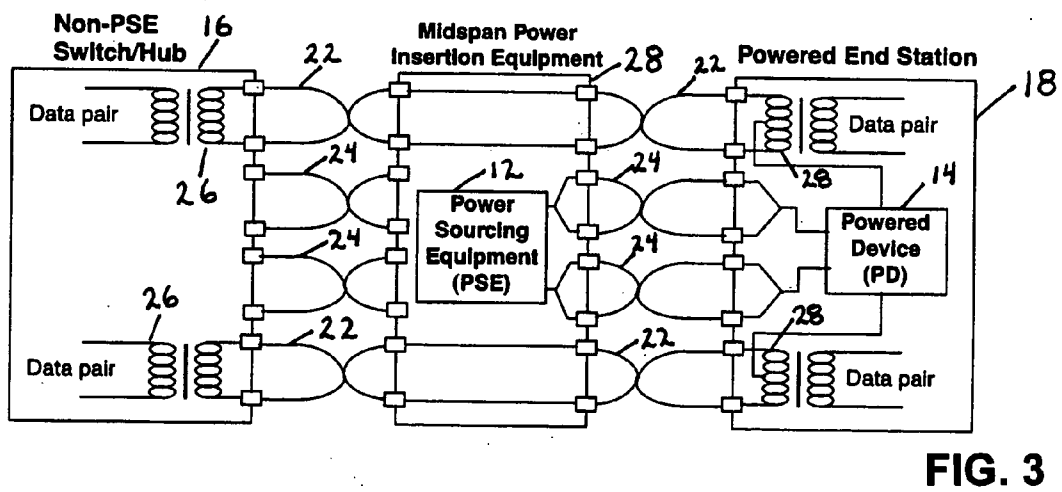 Non-PSE
Switch/Hub
16
22
Midspan Power
Insertion Equipment
28
22
Powered End Station
18
Data pair
26
Data pair
28
24
12
24
14
Power
Sourcing
Equipment
(PSE)
Powered
Device
(PD)
24
24
26
22
22
28
Data pair
Data pair
FIG. 3